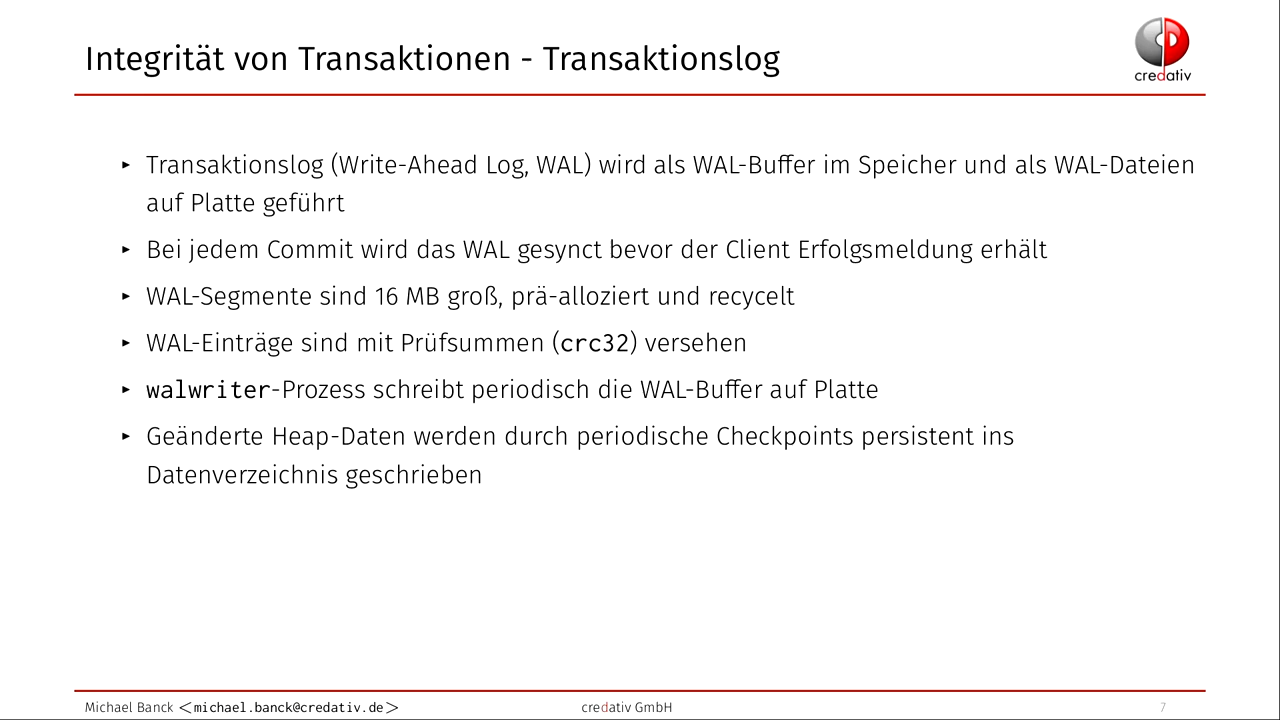 Integrität von Transaktionen - Transaktionslog
credativ
▸ Transaktionslog (Write-Ahead Log, WAL) wird als WAL-Buffer im Speicher und als WAL-Dateien
auf Platte geführt
▸ Bei jedem Commit wird das WAL gesynct bevor der Client Erfolgsmeldung erhält
▸ WAL-Segmente sind 16 MB groß, prä-alloziert und recycelt
▸ WAL-Einträge sind mit Prüfsummen (crc32) versehen
▸ walwriter-Prozess schreibt periodisch die WAL-Buffer auf Platte
▸ Geänderte Heap-Daten werden durch periodische Checkpoints persistent ins
Datenverzeichnis geschrieben
Michael Banck <michael.banck@credativ.de> credativ GmbH 7